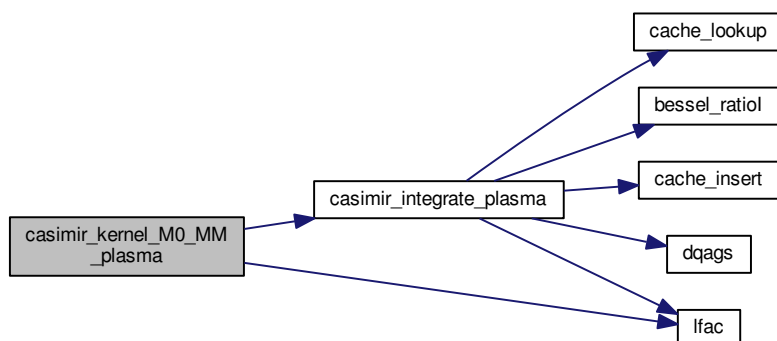 cache_lookup
bessel_ratioI
cache_insert
casimir_integrate_plasma
casimir_kernel_M0_MM
_plasma
dqags
lfac